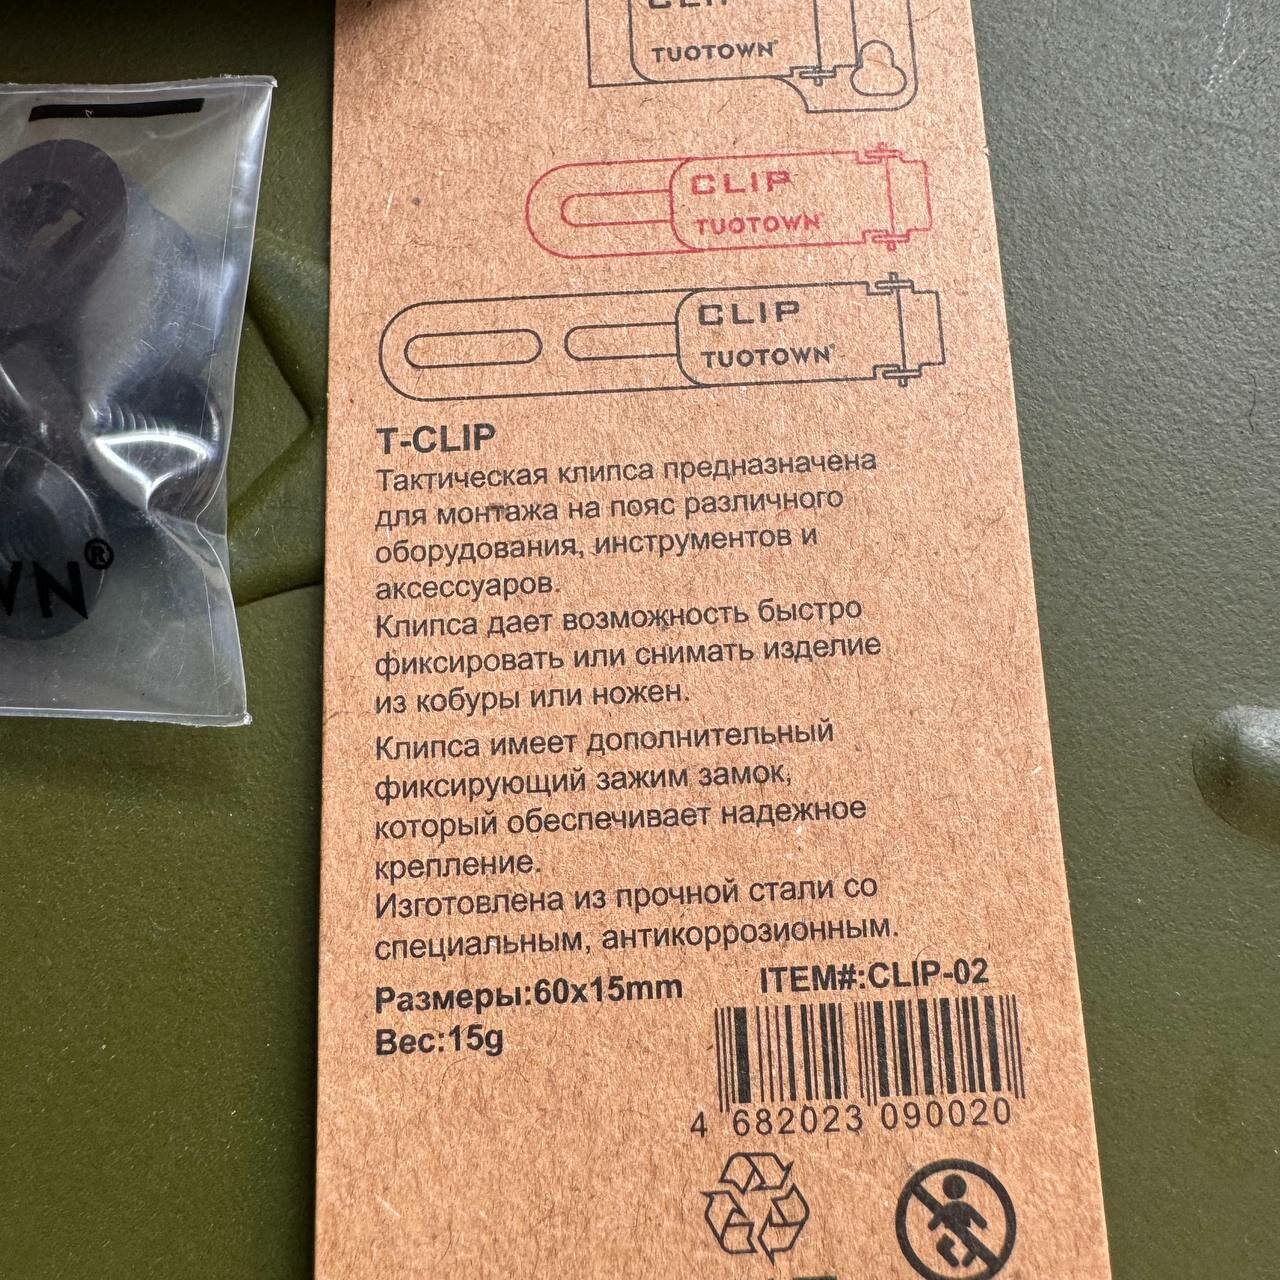 CLIP
TUOTOWN
CLIP
TUOTOWN
CLIP
TUOTOWN
WN®
T-CLIP
Тактическая клипса предназначена
для монтажа на пояс различного
оборудования, инструментов и
аксессуаров.
Клипса дает возможность быстро
фиксировать или снимать изделие
из кобуры или ножен.
Клипса имеет дополнительный
фиксирующий зажим замок,
который обеспечивает надежное
крепление.
Изготовлена из прочной стали со
специальным, антикоррозионным.
Размеры:60x15mm
ITEM#:CLIP-02
Вес:15g
4 682023 090020